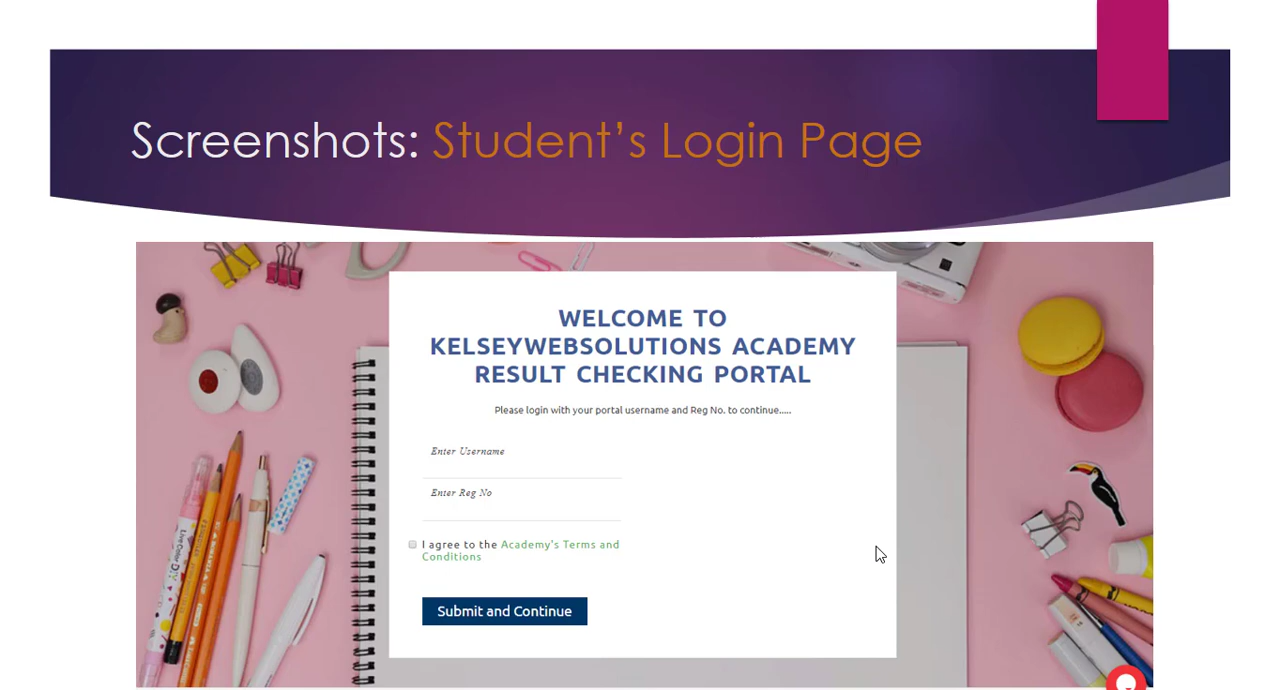 Screenshots: Student's Login Page
WELCOME TO
KELSEYWEBSOLUTIONS ACADEMY
RESULT CHECKING PORTAL
Please login with your portal username and Reg No. to continue.....
Enter Username
Enter Reg No
I agree to the Academy's Terms and
Conditions
Submit and Continue